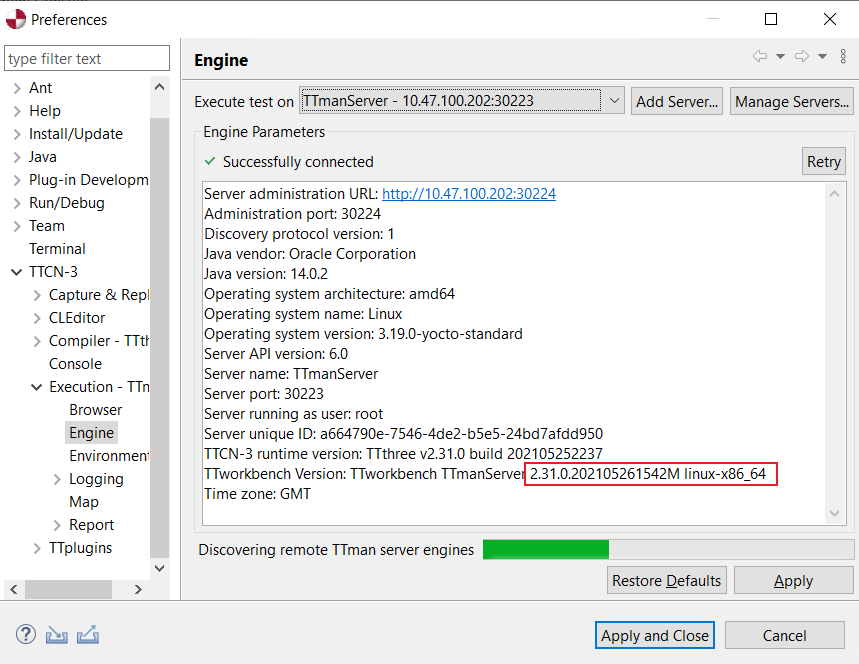 Preferences
type filter text
Ant
Help
Install/Update
Java
Plug-in Developm
Run/Debug
Team
Terminal
TTCN-3
Capture & Repl
CLEditor
Compiler - TTth
Console
Execution - TTm
Browser
Engine
Environment
Logging
Map
Report
TTplugins
Engine
Execute test on TTmanServer - 10.47.100.202:30223 Add Server... Manage Servers...
Engine Parameters
Successfully connected Retry
Server administration URL: http://10.47.100.202:30224
Administration port: 30224
Discovery protocol version: 1
Java vendor: Oracle Corporation
Java version: 14.0.2
Operating system architecture: amd64
Operating system name: Linux
Operating system version: 3.19.0-yocto-standard
Server API version: 6.0
Server name: TTmanServer
Server port: 30223
Server running as user: root
Server unique ID: a664790e-7546-4de2-b5e5-24bd7afdd950
TTCN-3 runtime version: TTthree v2.31.0 build 202105252237
TTworkbench Version: TTworkbench TTmanServer 2.31.0.202105261542M linux-x86_64
Time zone: GMT
Discovering remote TTman server engines
Restore Defaults Apply
Apply and Close Cancel